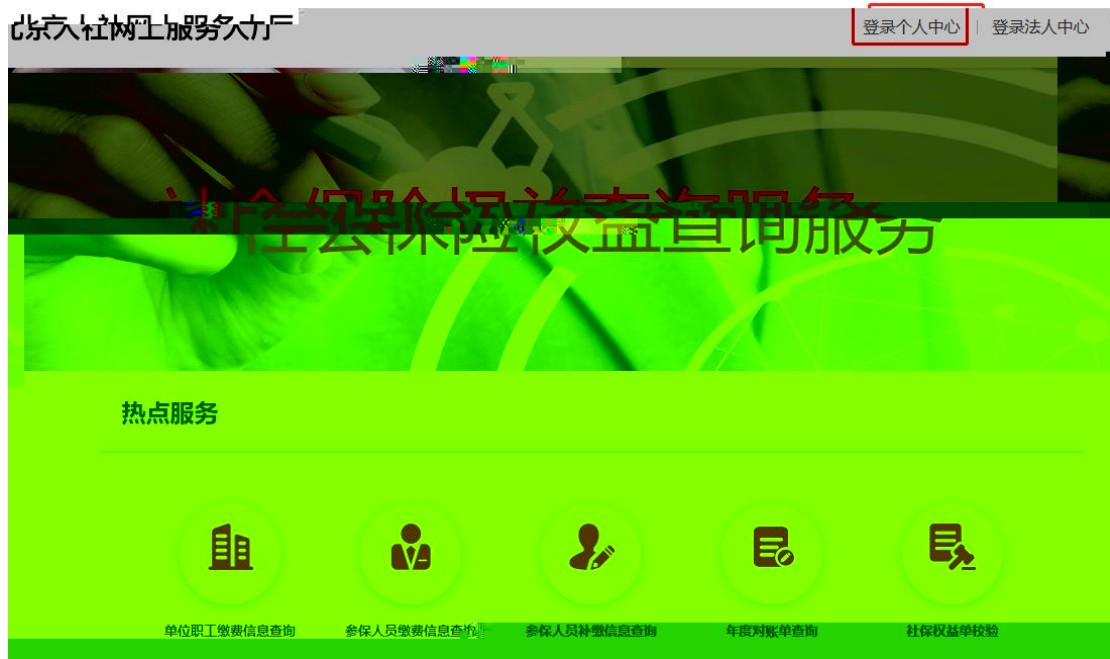 北京人社网上服务大厅
登录个人中心 | 登录法人中心
社会保险权益查询服务
热点服务
单位职工缴费信息查询
参保人员缴费信息查询
参保人员补缴信息查询
年度对账单查询
社保权益单校验